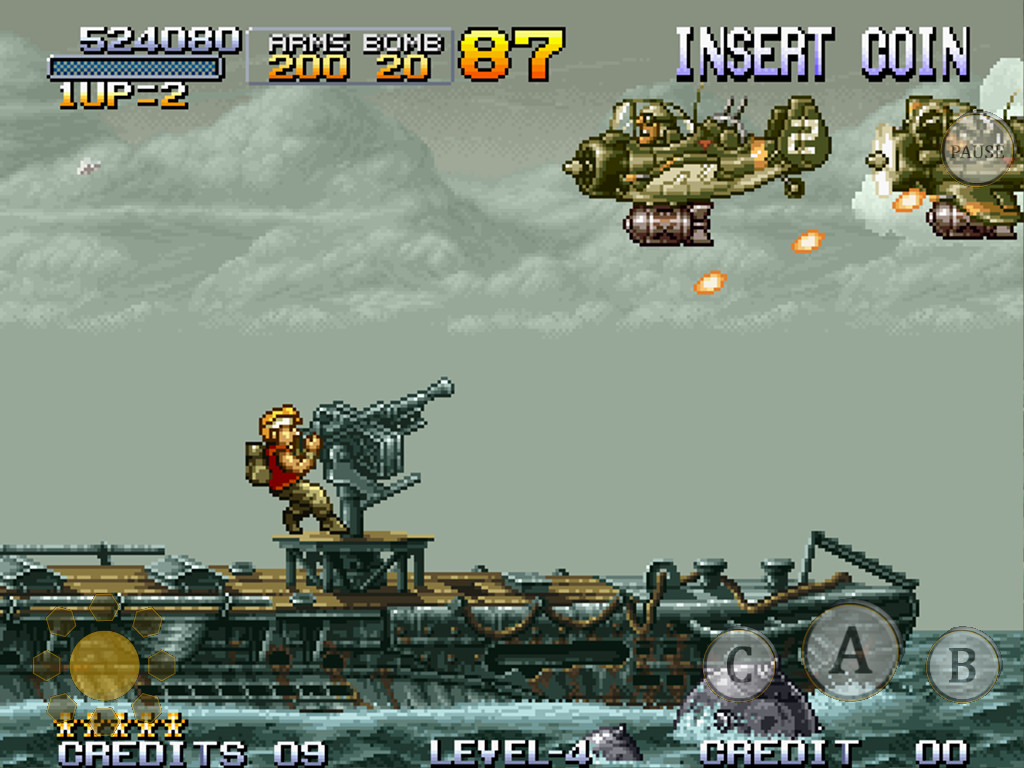 524080
ARMS BOMB
200 20
87
INSERT COIN
1UP=2
2
PAUSE
C
A
B
CREDITS 09
LEVEL-4
CREDIT 00